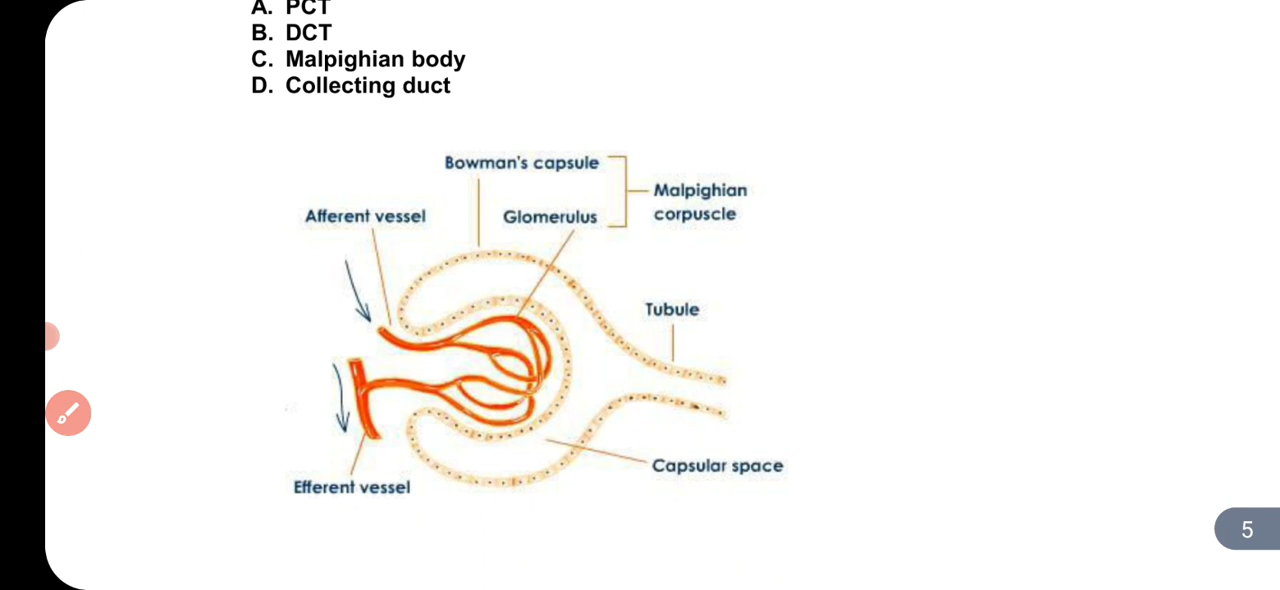 A. PCT
B. DCT
C. Malpighian body
D. Collecting duct
Bowman's capsule
Malpighian
corpuscle
Afferent vessel
Glomerulus
Tubule
Capsular space
Efferent vessel
5